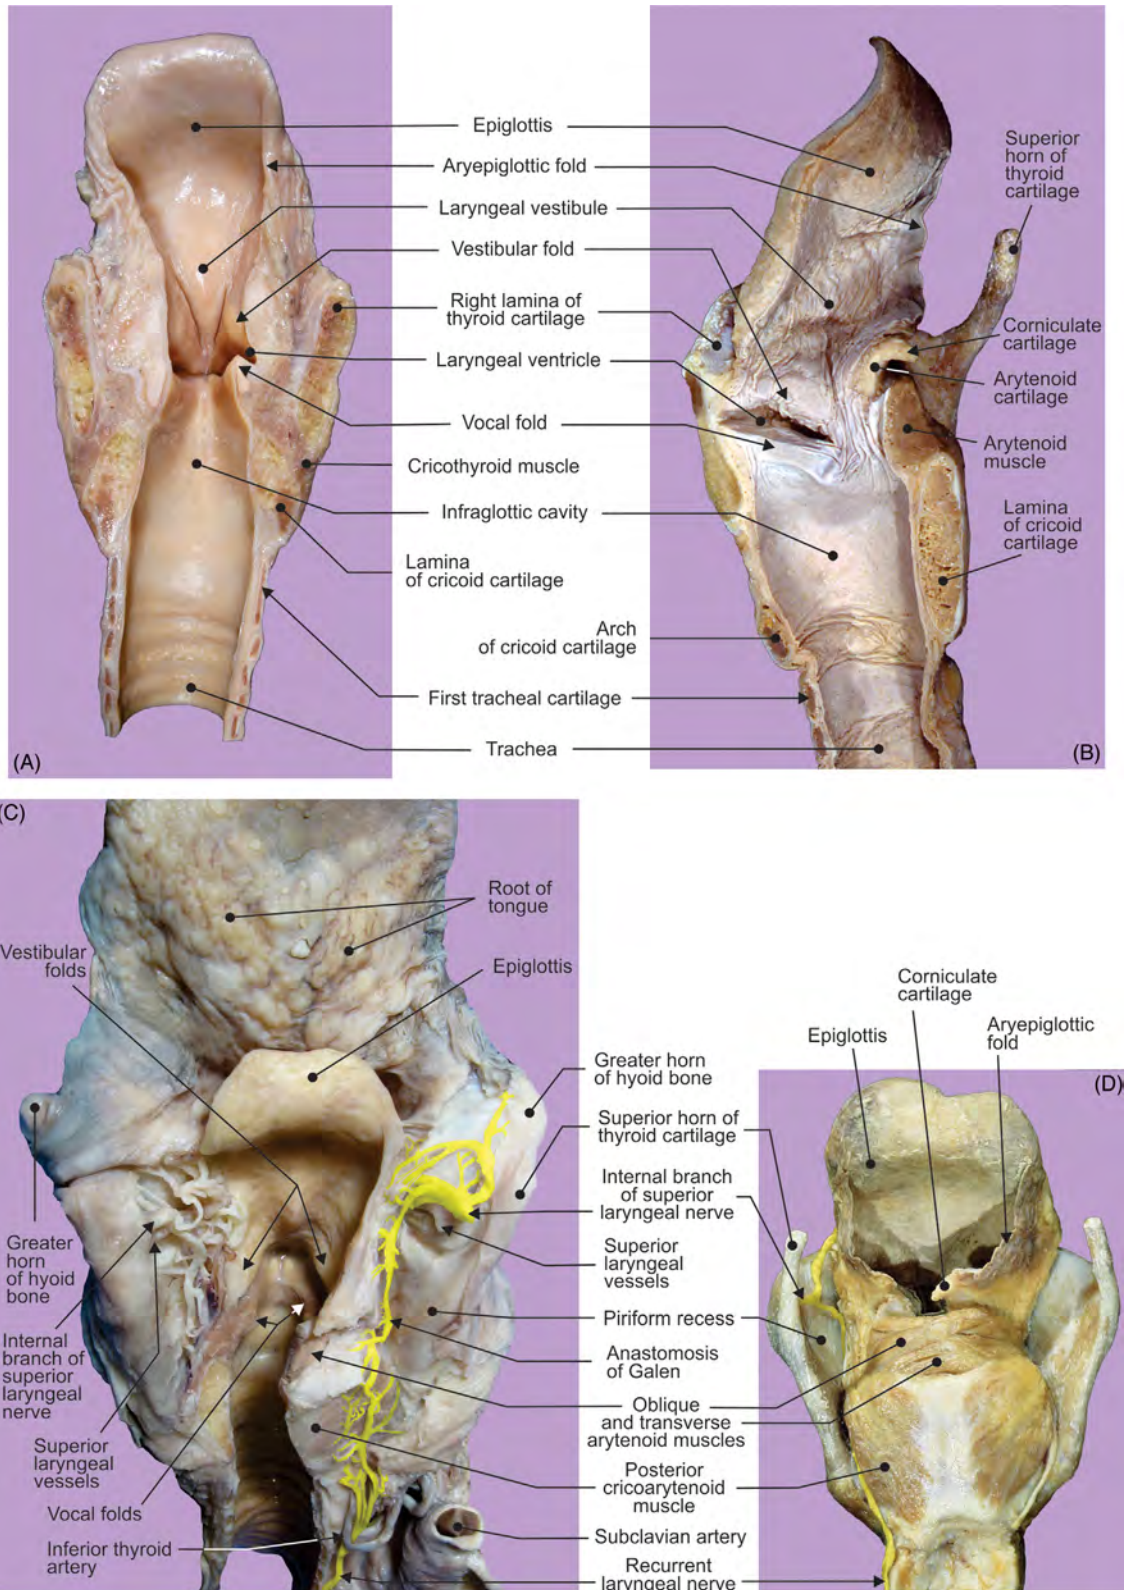 Epiglottis
Aryepiglottic fold
Laryngeal vestibule
Vestibular fold
Right lamina of
thyroid cartilage
Laryngeal ventricle
Vocal fold
Cricothyroid muscle
Infraglottic cavity
Lamina
of cricoid cartilage
Arch
of cricoid cartilage
First tracheal cartilage
Trachea
(A)
Superior
horn of
thyroid
cartilage
Corniculate
cartilage
Arytenoid
cartilage
Arytenoid
muscle
Lamina
of cricoid
cartilage
(B)
(C)
Root of
tongue
Vestibular
folds
Epiglottis
Greater
horn
of hyoid
bone
Internal
branch of
superior
laryngeal
nerve
Superior
laryngeal
vessels
Vocal folds
Inferior thyroid
artery
Greater horn
of hyoid bone
Superior horn of
thyroid cartilage
Internal branch
of superior
laryngeal nerve
Superior
laryngeal
vessels
Piriform recess
Anastomosis
of Galen
Oblique
and transverse
arytenoid muscles
Posterior
cricoarytenoid
muscle
Subclavian artery
Recurrent
laryngeal nerve
Corniculate
cartilage
Epiglottis
Aryepiglottic
fold
(D)